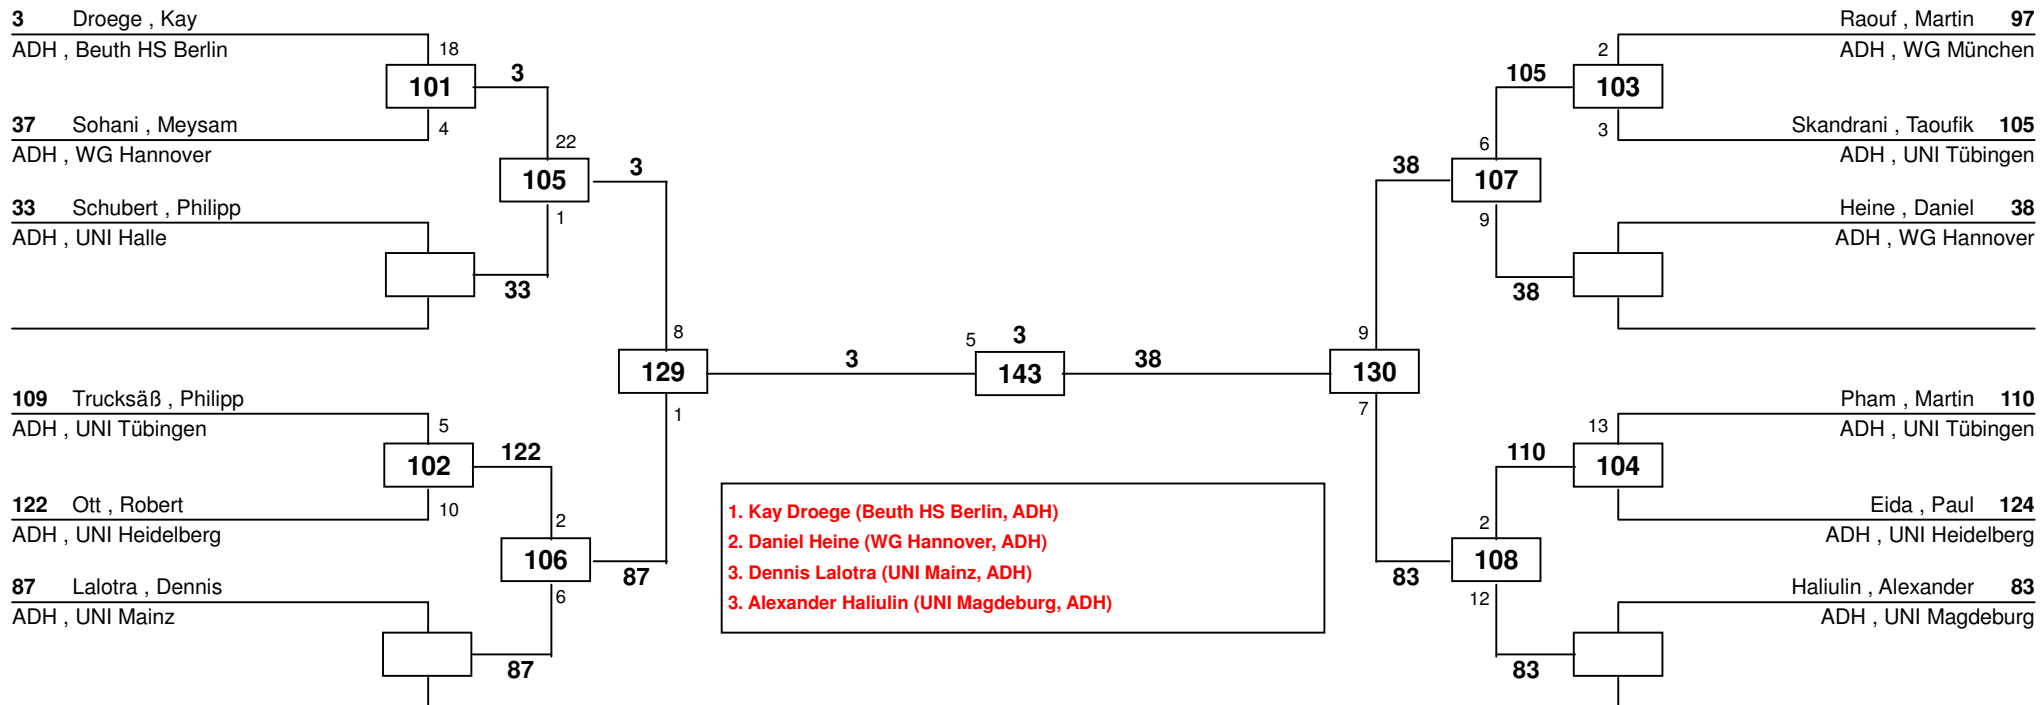 3 Droege , Kay
ADH , Beuth HS Berlin
18
101
3
37 Sohani , Meysam
4
ADH , WG Hannover
22
105
3
33 Schubert , Philipp
1
ADH , UNI Halle
33
8
129
3
1
109 Trucksäß , Philipp
ADH , UNI Tübingen
5
102
122
122 Ott , Robert
10
ADH , UNI Heidelberg
2
106
87
87 Lalotra , Dennis
6
ADH , UNI Mainz
87
5 3
143
38
1. Kay Droege (Beuth HS Berlin, ADH)
2. Daniel Heine (WG Hannover, ADH)
3. Dennis Lalotra (UNI Mainz, ADH)
3. Alexander Haliulin (UNI Magdeburg, ADH)
Raouf , Martin 97
2
ADH , WG München
105
103
Skandrani , Taoufik 105
3
ADH , UNI Tübingen
6
38
107
Heine , Daniel 38
9
ADH , WG Hannover
38
9
130
7
Pham , Martin 110
13
ADH , UNI Tübingen
110
104
Eida , Paul 124
ADH , UNI Heidelberg
2
108
83
Haliulin , Alexander 83
12
ADH , UNI Magdeburg
83